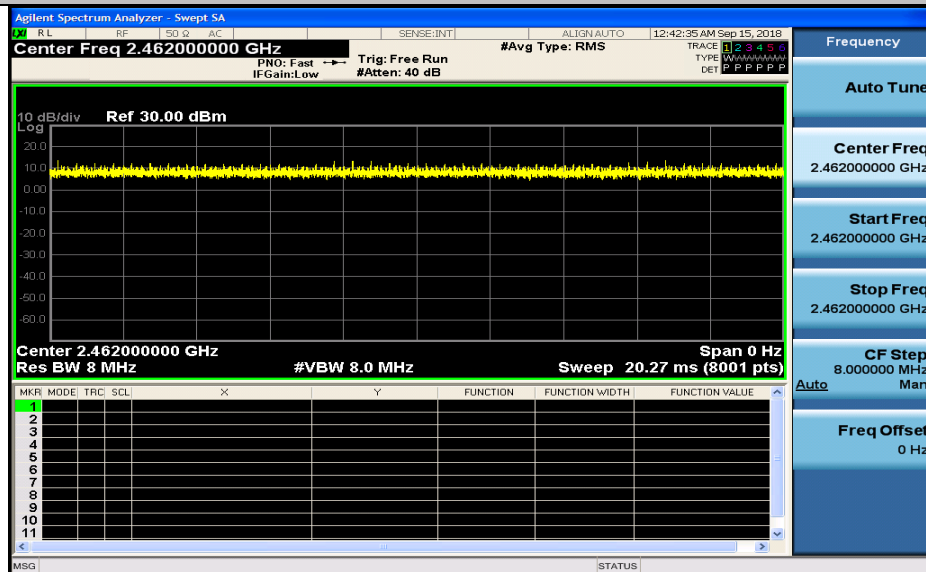 Agilent Spectrum Analyzer - Swept SA
LXI RL RF 50 Ω AC SENSE:INT ALIGN AUTO 12:42:35 AM Sep 15, 2018
Center Freq 2.462000000 GHz #Avg Type: RMS TRACE 1 2 3 4 5 6
PNO: Fast Trig: Free Run TYPE
IFGain:Low #Atten: 40 dB DET P P P P P P
10 dB/div Ref 30.00 dBm
Log
20.0
10.0
0.00
-10.0
-20.0
-30.0
-40.0
-50.0
-60.0
Center 2.462000000 GHz Span 0 Hz
Res BW 8 MHz #VBW 8.0 MHz Sweep 20.27 ms (8001 pts)
MKR MODE TRC SCL X Y FUNCTION FUNCTION WIDTH FUNCTION VALUE
1
2
3
4
5
6
7
8
9
10
11
MSG STATUS
Frequency
Auto Tune
Center Freq
2.462000000 GHz
Start Freq
2.462000000 GHz
Stop Freq
2.462000000 GHz
CF Step
8.000000 MHz
Auto Man
Freq Offset
0 Hz